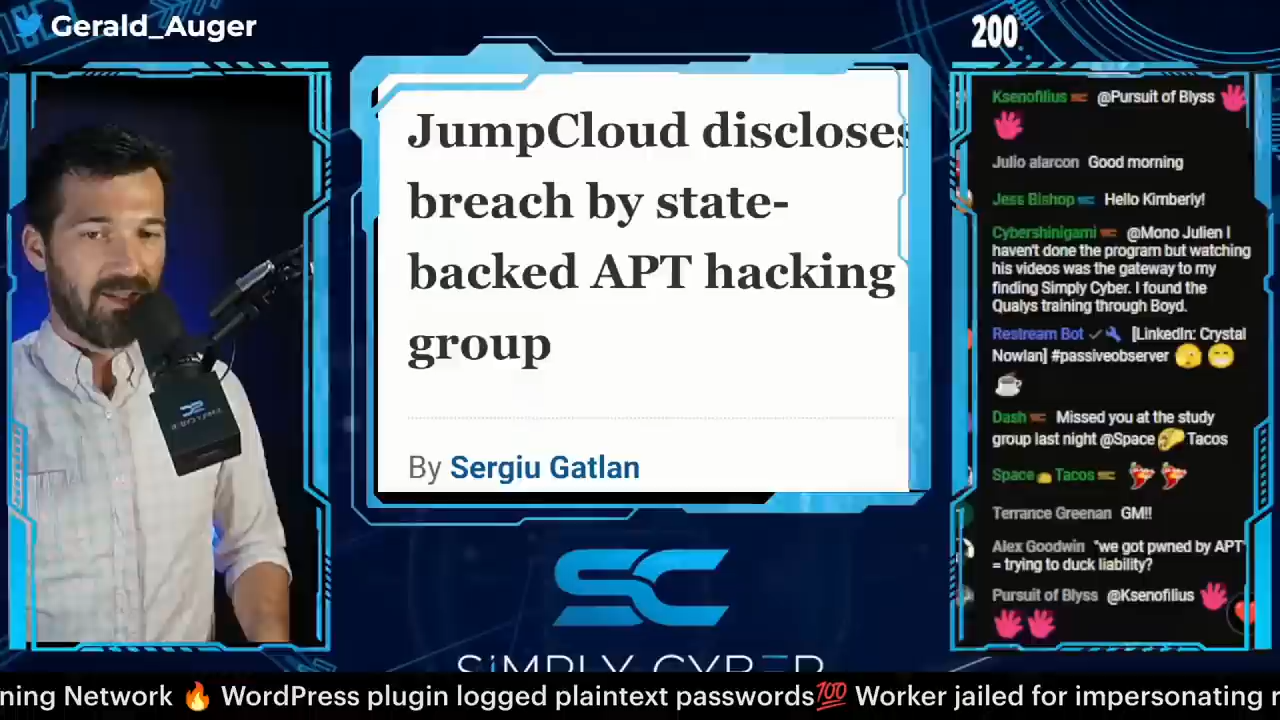 Gerald_Auger
200
JumpCloud discloses
breach by state-
backed APT hacking
group
By Sergiu Gatlan
Ksenofilius @Pursuit of Blyss
Julio alarcon Good morning
Jess Bishop Hello Kimberly!
Cybershinigami @Mono Julien I
haven't done the program but watching
his videos was the gateway to my
finding Simply Cyber. I found the
Qualys training through Boyd.
Restream Bot [LinkedIn: Crystal
Nowlan] #passiveobserver
Dash Missed you at the study
group last night @Space 🌮 Tacos
Space 🌮 Tacos
Terrance Greenan GM!!
Alex Goodwin "we got pwned by APT"
= trying to duck liability?
Pursuit of Blyss @Ksenofilius
SC
SIMPLY CYBER
ning Network 🔥 WordPress plugin logged plaintext passwords💯 Worker jailed for impersonating